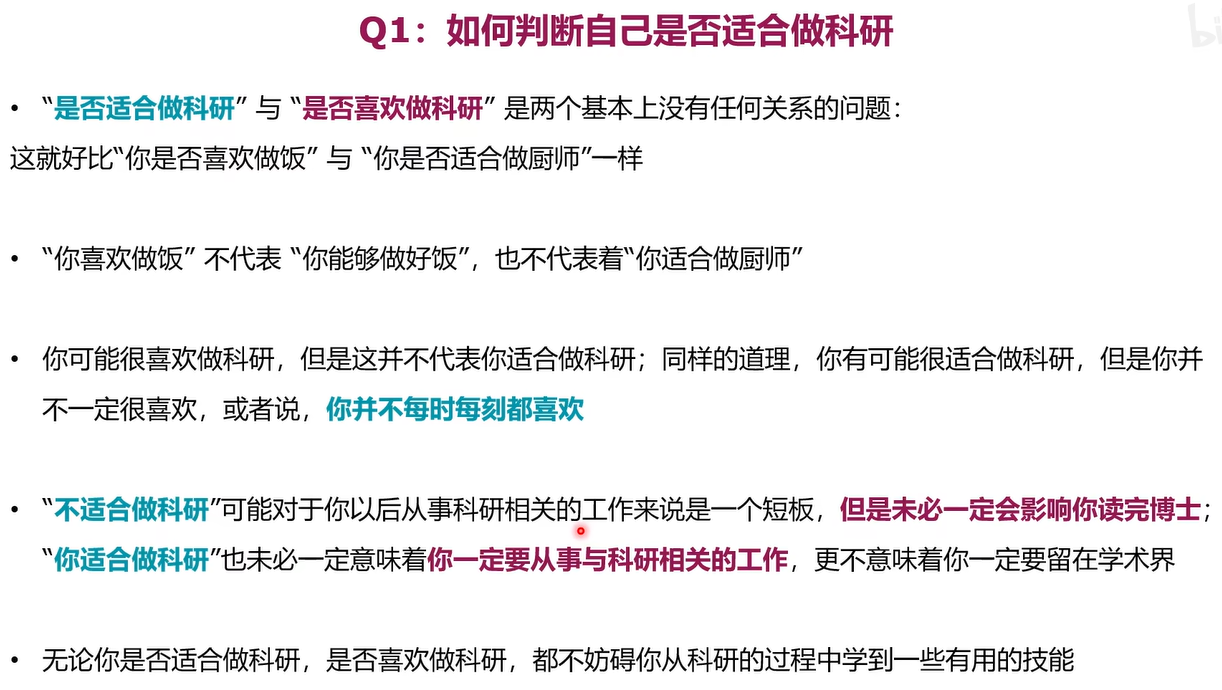 Q1：如何判断自己是否适合做科研
bi
• “是否适合做科研” 与 “是否喜欢做科研” 是两个基本上没有任何关系的问题：
这就好比“你是否喜欢做饭” 与 “你是否适合做厨师”一样
• “你喜欢做饭” 不代表 “你能够做好饭”，也不代表着“你适合做厨师”
• 你可能很喜欢做科研，但是这并不代表你适合做科研；同样的道理，你有可能很适合做科研，但是你并
不一定很喜欢，或者说，你并不每时每刻都喜欢
• “不适合做科研”可能对于你以后从事科研相关的工作来说是一个短板，但是未必一定会影响你读完博士；
“你适合做科研”也未必一定意味着你一定要从事与科研相关的工作，更不意味着你一定要留在学术界
• 无论你是否适合做科研，是否喜欢做科研，都不妨碍你从科研的过程中学到一些有用的技能